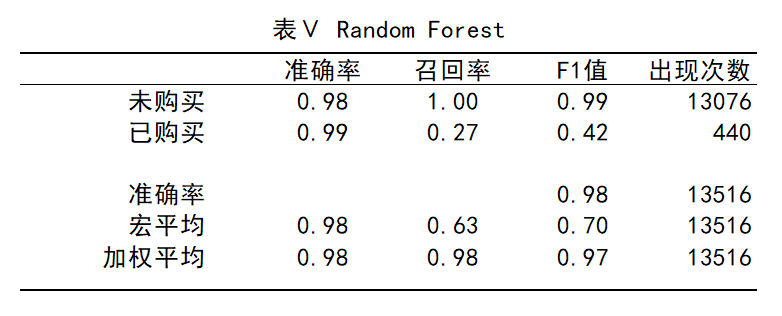 表Ⅴ Random Forest
准确率 召回率 F1值 出现次数
未购买 0.98 1.00 0.99 13076
已购买 0.99 0.27 0.42 440
准确率 0.98 13516
宏平均 0.98 0.63 0.70 13516
加权平均 0.98 0.98 0.97 13516